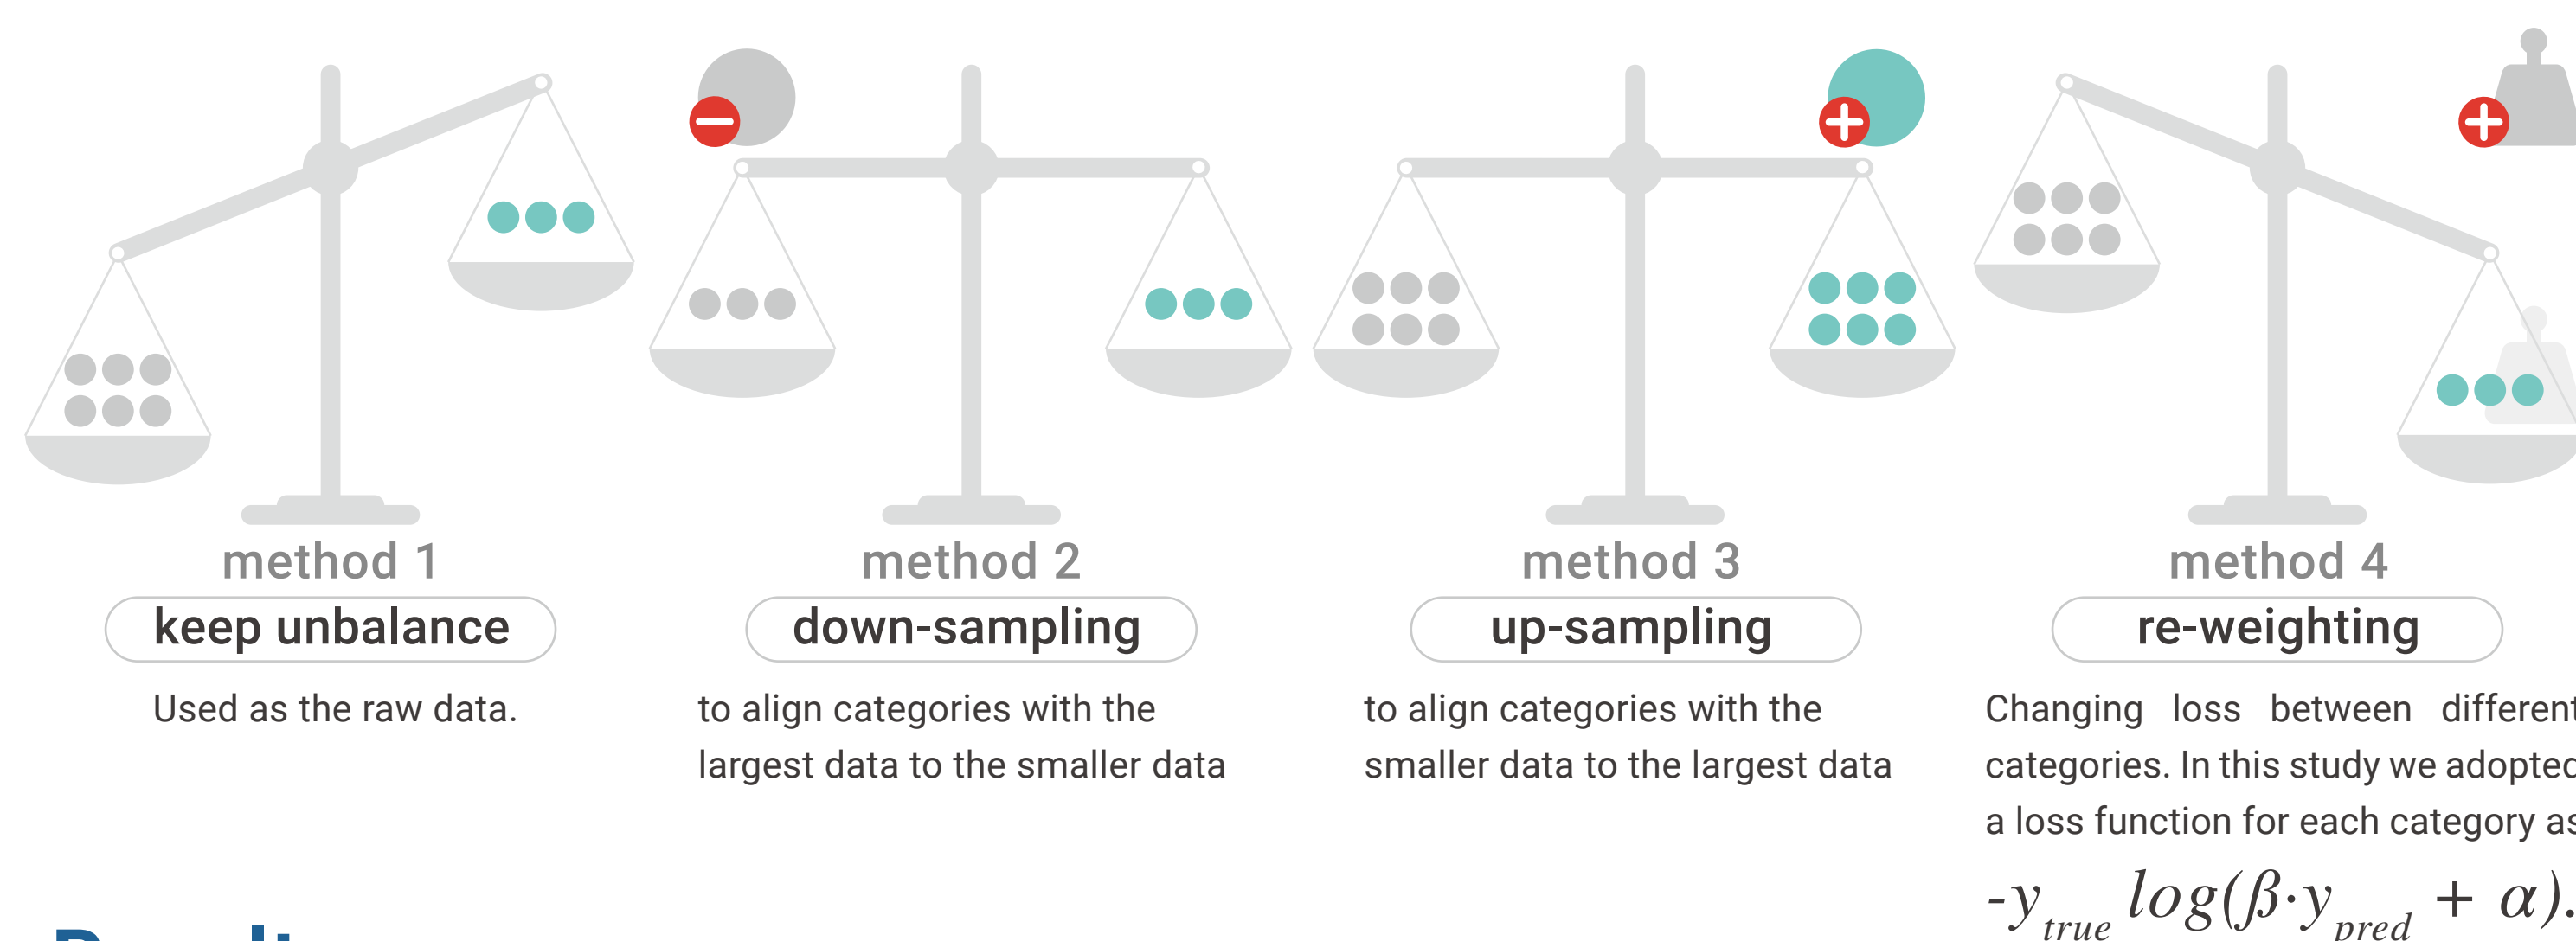 method 1
keep unbalance
Used as the raw data.
method 2
down-sampling
to align categories with the
largest data to the smaller data
method 3
up-sampling
to align categories with the
smaller data to the largest data
method 4
re-weighting
Changing loss between different
categories. In this study we adopted
a loss function for each category as
-y_true log(β·y_pred + α).